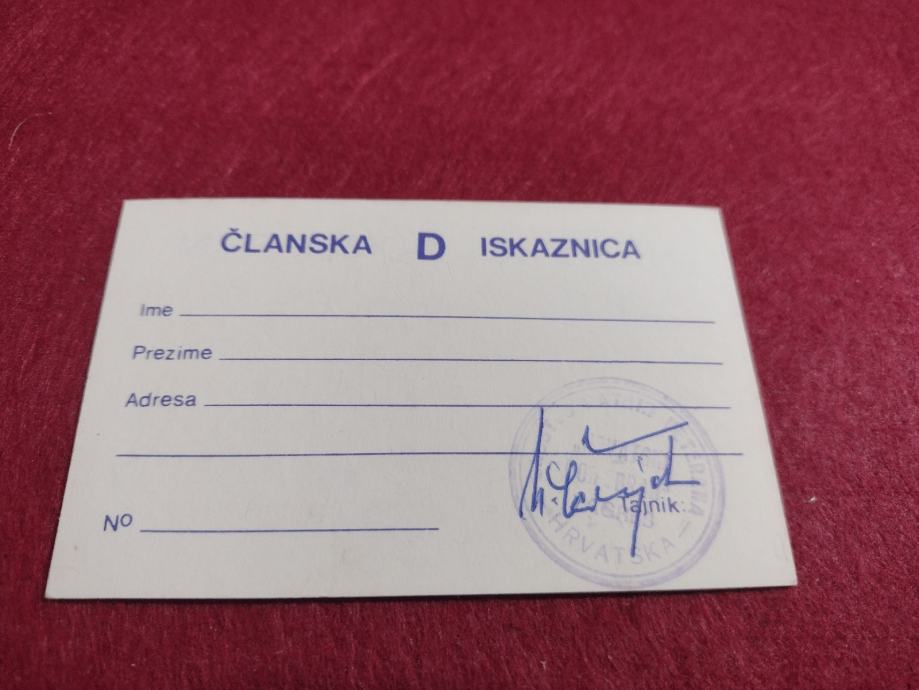 ČLANSKA D ISKAZNICA
Ime
Prezime
Adresa
No
Tajnik:
HRVATSKA